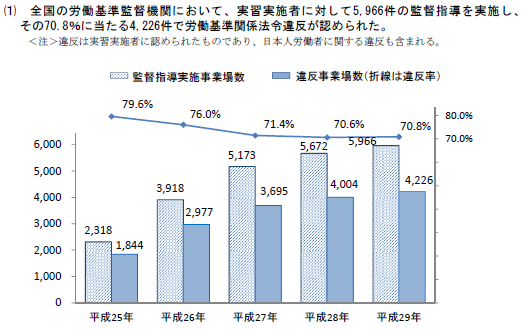 (1) 全国の労働基準監督機関において、実習実施者に対して5,966件の監督指導を実施し、
その70.8%に当たる4,226件で労働基準関係法令違反が認められた。
＜注＞違反は実習実施者に認められたものであり、日本人労働者に関する違反も含まれる。
監督指導実施事業場数 違反事業場数(折線は違反率)
79.6% 76.0% 71.4% 70.6% 70.8%
80.0%
70.0%
6,000
5,000
4,000
3,000
2,000
1,000
0
2,318 1,844
3,918 2,977
5,173 3,695
5,672 4,004
5,966 4,226
平成25年 平成26年 平成27年 平成28年 平成29年